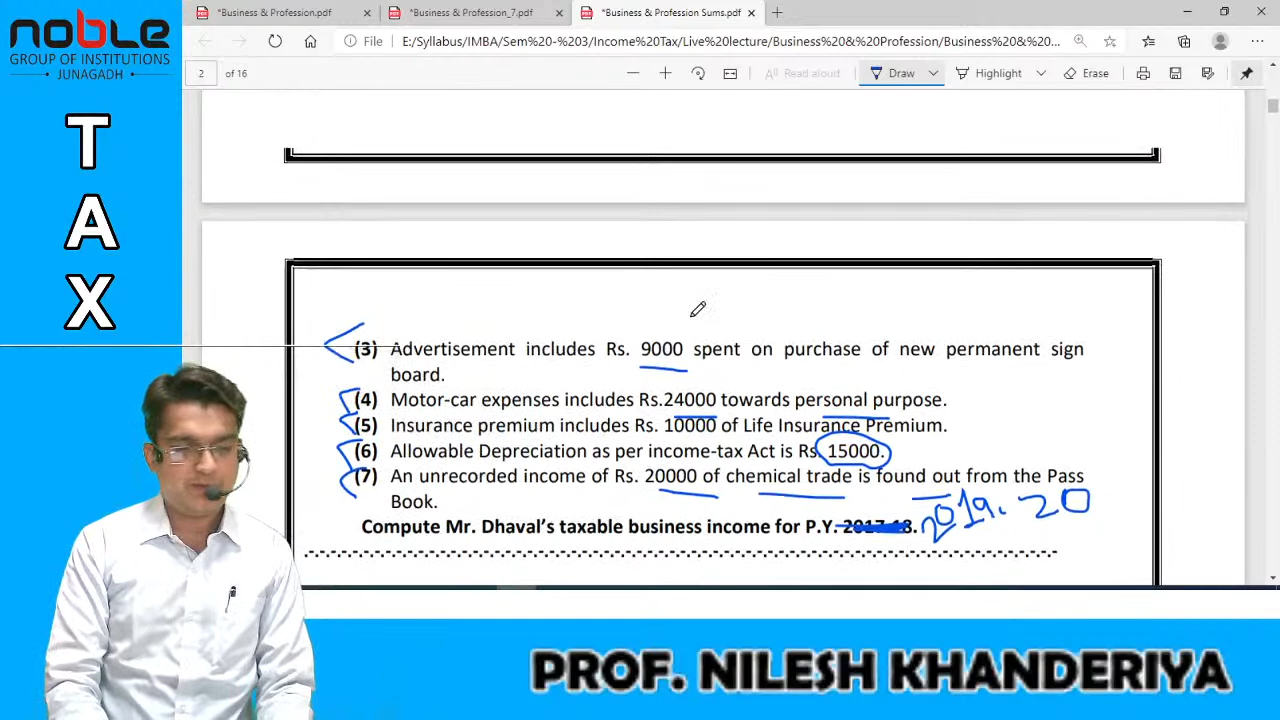 noble
GROUP OF INSTITUTIONS
JUNAGADH
T
A
X
*Business & Profession.pdf
*Business & Profession_7.pdf
*Business & Profession Sums.pdf
File
E:/Syllabus/IMBA/Sem%20-%203/Income%20Tax/Live%20lecture/Business%20&%20Profession/Business%20&%20...
2 of 16
Read aloud
Draw
Highlight
Erase
(3) Advertisement includes Rs. 9000 spent on purchase of new permanent sign
board.
(4) Motor-car expenses includes Rs.24000 towards personal purpose.
(5) Insurance premium includes Rs. 10000 of Life Insurance Premium.
(6) Allowable Depreciation as per income-tax Act is Rs. 15000.
(7) An unrecorded income of Rs. 20000 of chemical trade is found out from the Pass
Book.
Compute Mr. Dhaval's taxable business income for P.Y. 2017-18. 2019-20
PROF. NILESH KHANDERIYA